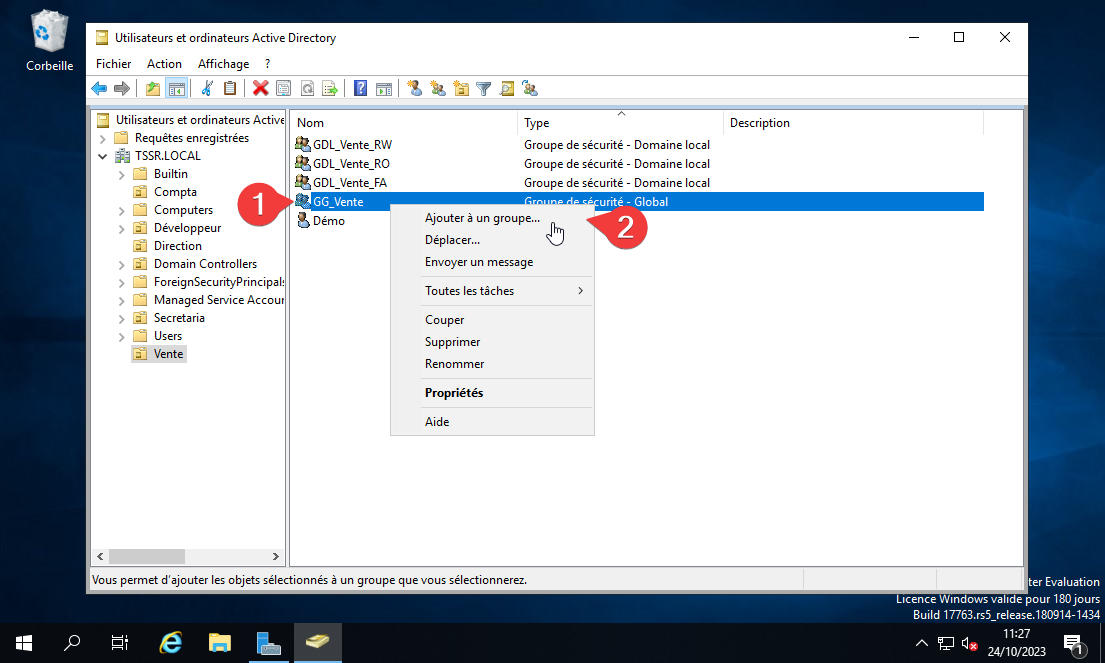 Corbeille
Utilisateurs et ordinateurs Active Directory
Fichier Action Affichage ?
Utilisateurs et ordinateurs Active
Requêtes enregistrées
TSSR.LOCAL
Builtin
Compta
Computers
Développeur
Direction
Domain Controllers
ForeignSecurityPrincipals
Managed Service Accour
Secretaria
Users
Vente
Nom Type Description
GDL_Vente_RW Groupe de sécurité - Domaine local
GDL_Vente_RO Groupe de sécurité - Domaine local
GDL_Vente_FA Groupe de sécurité - Domaine local
1 GG_Vente Groupe de sécurité - Global
Démo
Ajouter à un groupe... 2
Déplacer...
Envoyer un message
Toutes les tâches
Couper
Supprimer
Renommer
Propriétés
Aide
Vous permet d'ajouter les objets sélectionnés à un groupe que vous sélectionnerez.
ter Evaluation
Licence Windows valide pour 180 jours
Build 17763.rs5_release.180914-1434
11:27
24/10/2023
1